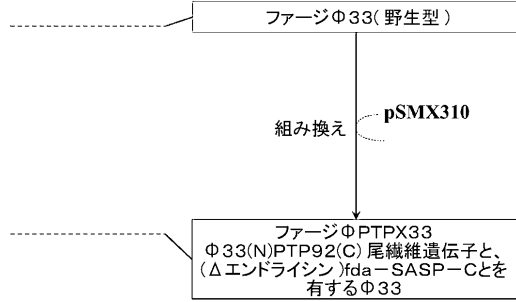 ファージΦ33(野生型)
pSMX310
組み換え
ファージΦPTPX33
Φ33(N)PTP92(C) 尾繊維遺伝子と、
(Δエンドライシン)fda－SASP－Cとを
有するΦ33